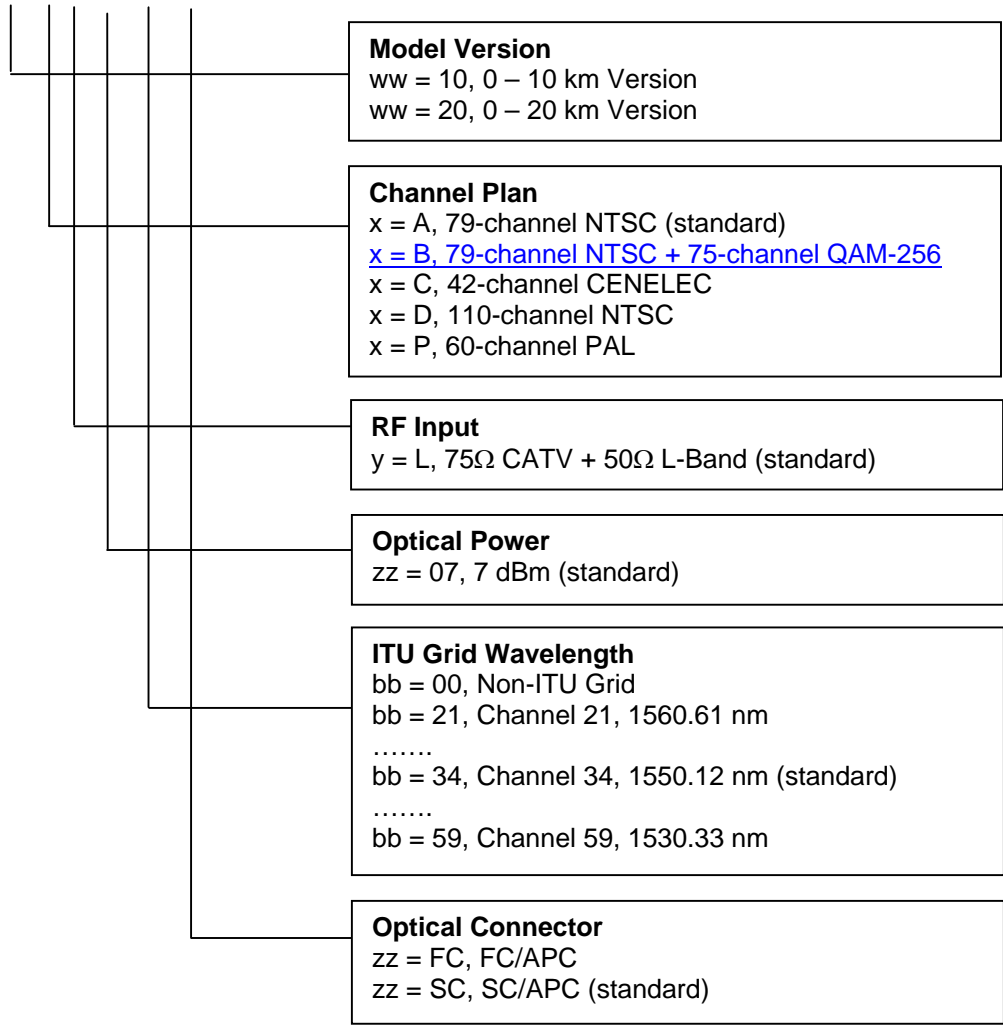 Model Version
ww = 10, 0 – 10 km Version
ww = 20, 0 – 20 km Version
Channel Plan
x = A, 79-channel NTSC (standard)
x = B, 79-channel NTSC + 75-channel QAM-256
x = C, 42-channel CENELEC
x = D, 110-channel NTSC
x = P, 60-channel PAL
RF Input
y = L, 75Ω CATV + 50Ω L-Band (standard)
Optical Power
zz = 07, 7 dBm (standard)
ITU Grid Wavelength
bb = 00, Non-ITU Grid
bb = 21, Channel 21, 1560.61 nm
…….
bb = 34, Channel 34, 1550.12 nm (standard)
…….
bb = 59, Channel 59, 1530.33 nm
Optical Connector
zz = FC, FC/APC
zz = SC, SC/APC (standard)